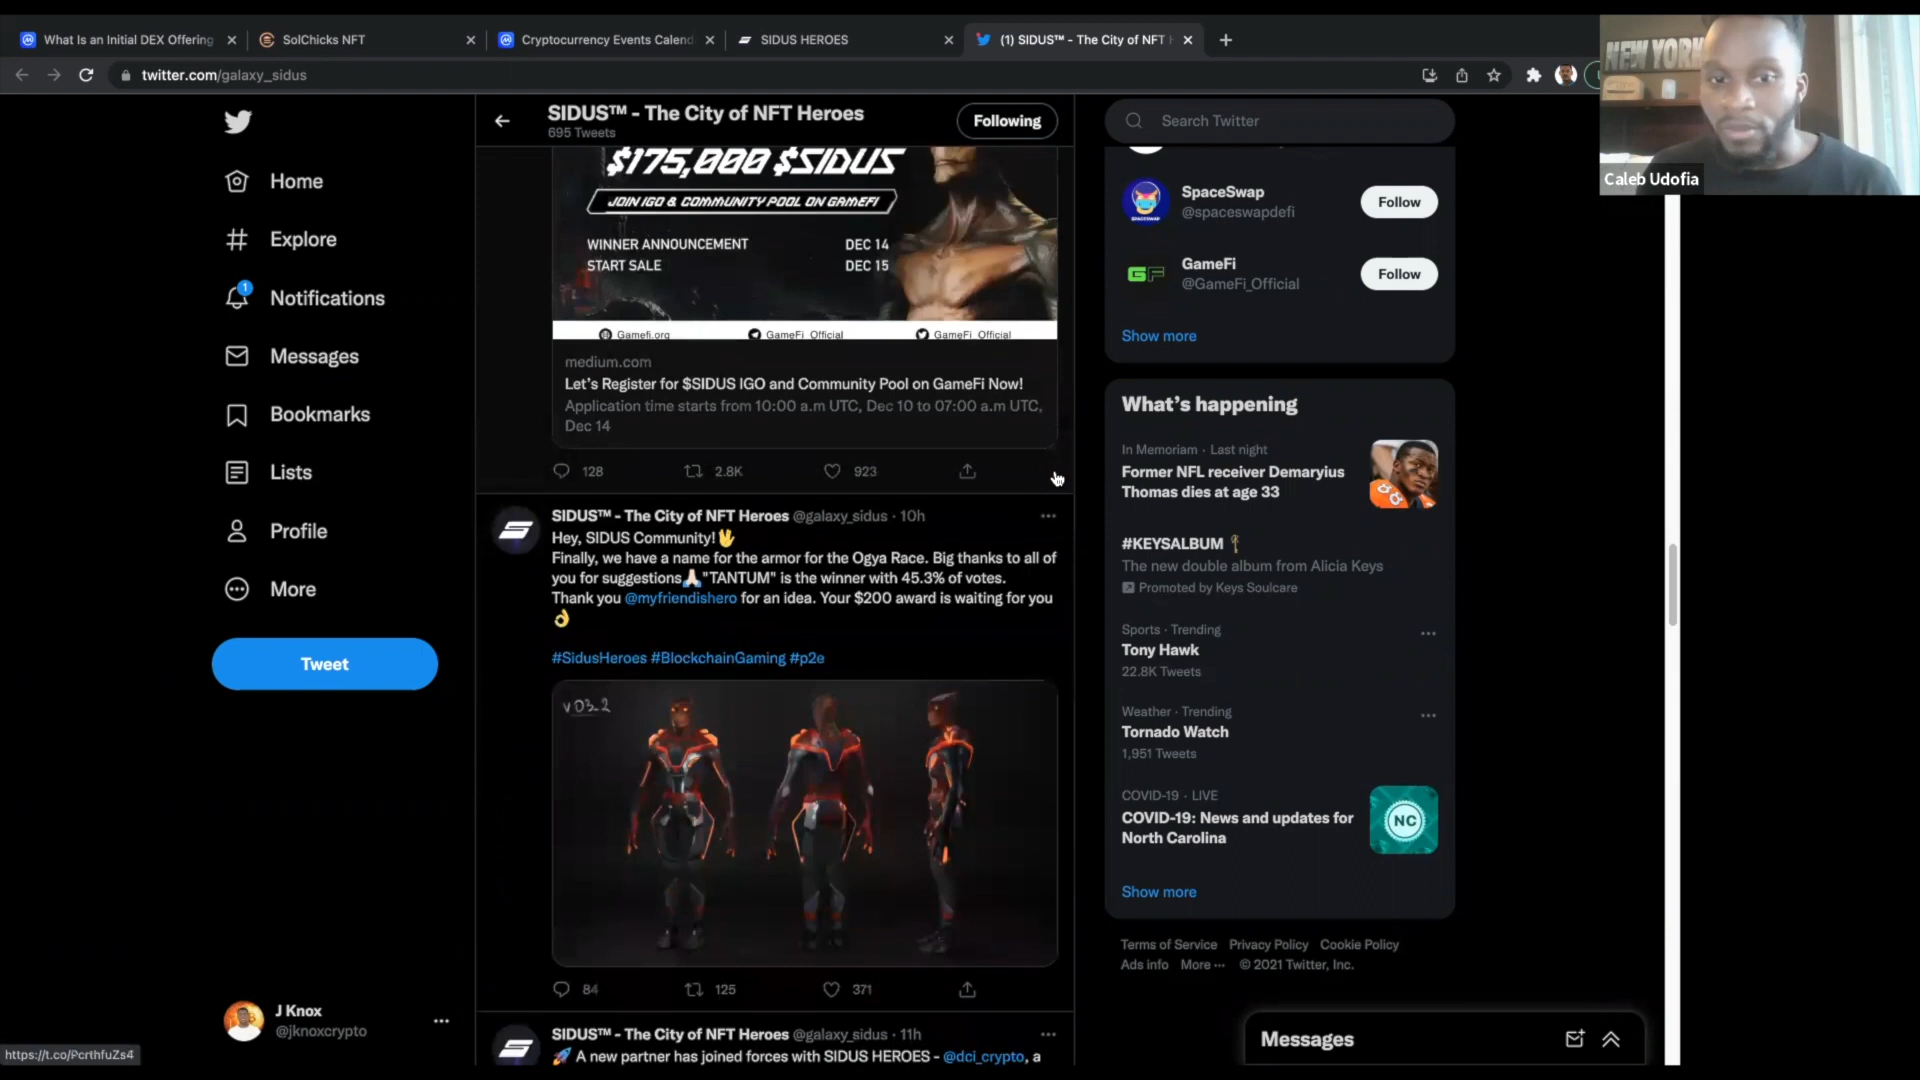 What Is an Initial DEX Offering
SolChicks NFT
Cryptocurrency Events Calend
SIDUS HEROES
(1) SIDUS™ - The City of NFT H
twitter.com/galaxy_sidus
NEW YORK
Caleb Udofia
Home
Explore
1
Notifications
Messages
Bookmarks
Lists
Profile
More
Tweet
J Knox
@jknoxcrypto
https://t.co/PcrthfuZs4
SIDUS™ - The City of NFT Heroes
695 Tweets
Following
$175,000 $SIDUS
JOIN IGO & COMMUNITY POOL ON GAMEFI
WINNER ANNOUNCEMENT DEC 14
START SALE DEC 15
Gamefi.org GameFi_Official GameFi_Official
medium.com
Let's Register for $SIDUS IGO and Community Pool on GameFi Now!
Application time starts from 10:00 a.m UTC, Dec 10 to 07:00 a.m UTC,
Dec 14
128 2.8K 923
SIDUS™ - The City of NFT Heroes @galaxy_sidus · 10h
Hey, SIDUS Community!🖖
Finally, we have a name for the armor for the Ogya Race. Big thanks to all of
you for suggestions🙏🏻"TANTUM" is the winner with 45.3% of votes.
Thank you @myfriendishero for an idea. Your $200 award is waiting for you
👌
#SidusHeroes #BlockchainGaming #p2e
v 03.2
84 125 371
SIDUS™ - The City of NFT Heroes @galaxy_sidus · 11h
🚀 A new partner has joined forces with SIDUS HEROES - @dci_crypto, a
Search Twitter
SPACESWAP
SpaceSwap
@spaceswapdefi
Follow
GF
GameFi
@GameFi_Official
Follow
Show more
What's happening
In Memoriam · Last night
Former NFL receiver Demaryius
Thomas dies at age 33
#KEYSALBUM
The new double album from Alicia Keys
Promoted by Keys Soulcare
Sports · Trending
Tony Hawk
22.8K Tweets
Weather · Trending
Tornado Watch
1,951 Tweets
COVID-19 · LIVE
COVID-19: News and updates for
North Carolina
NC
Show more
Terms of Service Privacy Policy Cookie Policy
Ads info More ··· © 2021 Twitter, Inc.
Messages